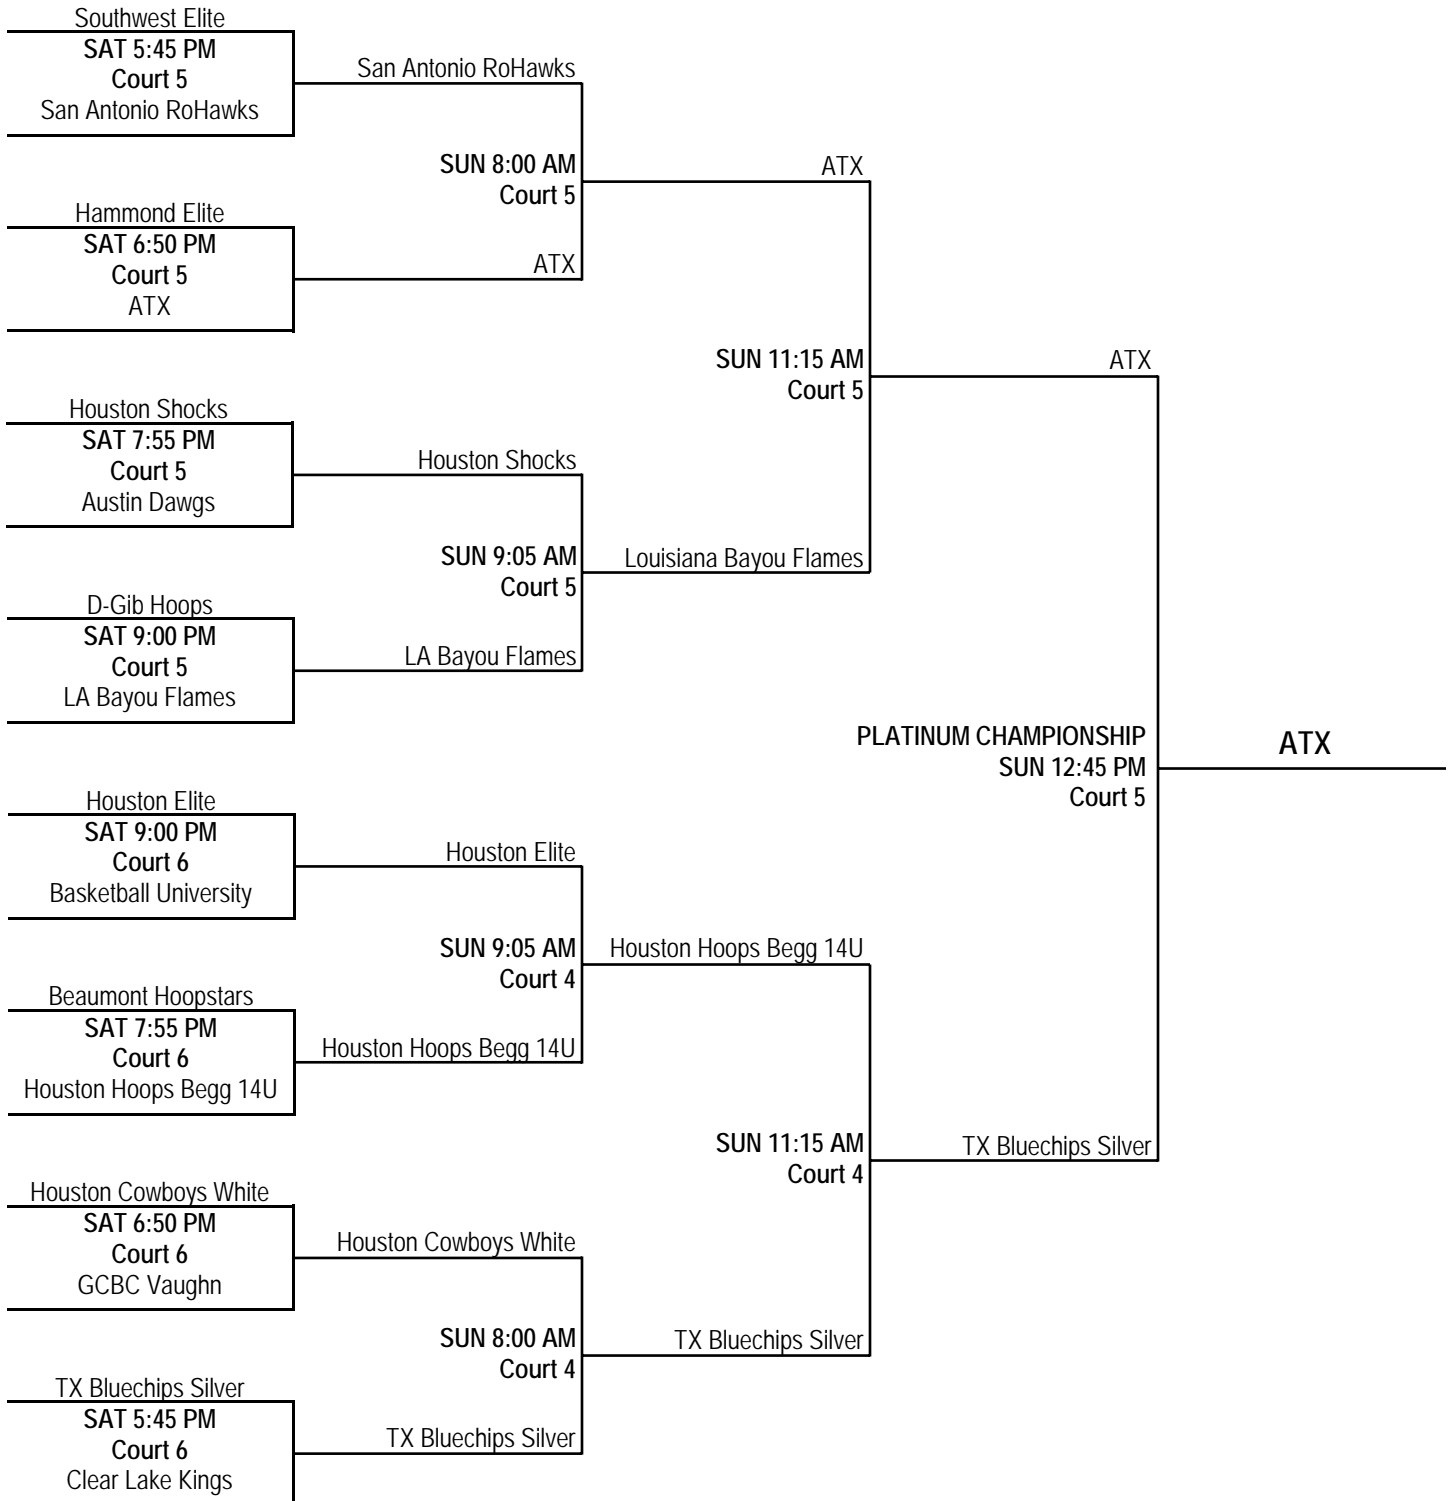 Southwest Elite
SAT 5:45 PM
Court 5
San Antonio RoHawks
Hammond Elite
SAT 6:50 PM
Court 5
ATX
Houston Shocks
SAT 7:55 PM
Court 5
Austin Dawgs
D-Gib Hoops
SAT 9:00 PM
Court 5
LA Bayou Flames
Houston Elite
SAT 9:00 PM
Court 6
Basketball University
Beaumont Hoopstars
SAT 7:55 PM
Court 6
Houston Hoops Begg 14U
Houston Cowboys White
SAT 6:50 PM
Court 6
GCBC Vaughn
TX Bluechips Silver
SAT 5:45 PM
Court 6
Clear Lake Kings
San Antonio RoHawks
SUN 8:00 AM
Court 5
ATX
Houston Shocks
SUN 9:05 AM
Court 5
LA Bayou Flames
Houston Elite
SUN 9:05 AM
Court 4
Houston Hoops Begg 14U
Houston Cowboys White
SUN 8:00 AM
Court 4
TX Bluechips Silver
ATX
SUN 11:15 AM
Court 5
Louisiana Bayou Flames
Houston Hoops Begg 14U
SUN 11:15 AM
Court 4
TX Bluechips Silver
ATX
PLATINUM CHAMPIONSHIP
SUN 12:45 PM
Court 5
TX Bluechips Silver
ATX